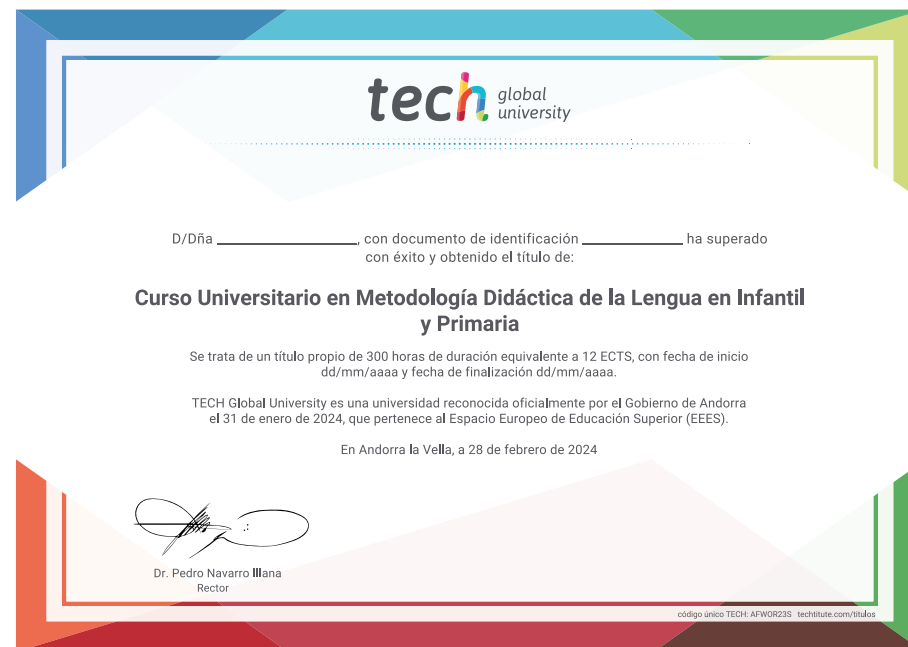 tech global university
D/Dña ____________________, con documento de identificación ______________ ha superado
con éxito y obtenido el título de:
Curso Universitario en Metodología Didáctica de la Lengua en Infantil
y Primaria
Se trata de un título propio de 300 horas de duración equivalente a 12 ECTS, con fecha de inicio
dd/mm/aaaa y fecha de finalización dd/mm/aaaa.
TECH Global University es una universidad reconocida oficialmente por el Gobierno de Andorra
el 31 de enero de 2024, que pertenece al Espacio Europeo de Educación Superior (EEES).
En Andorra la Vella, a 28 de febrero de 2024
Dr. Pedro Navarro Illana
Rector
código único TECH: AFWOR23S techtitute.com/titulos